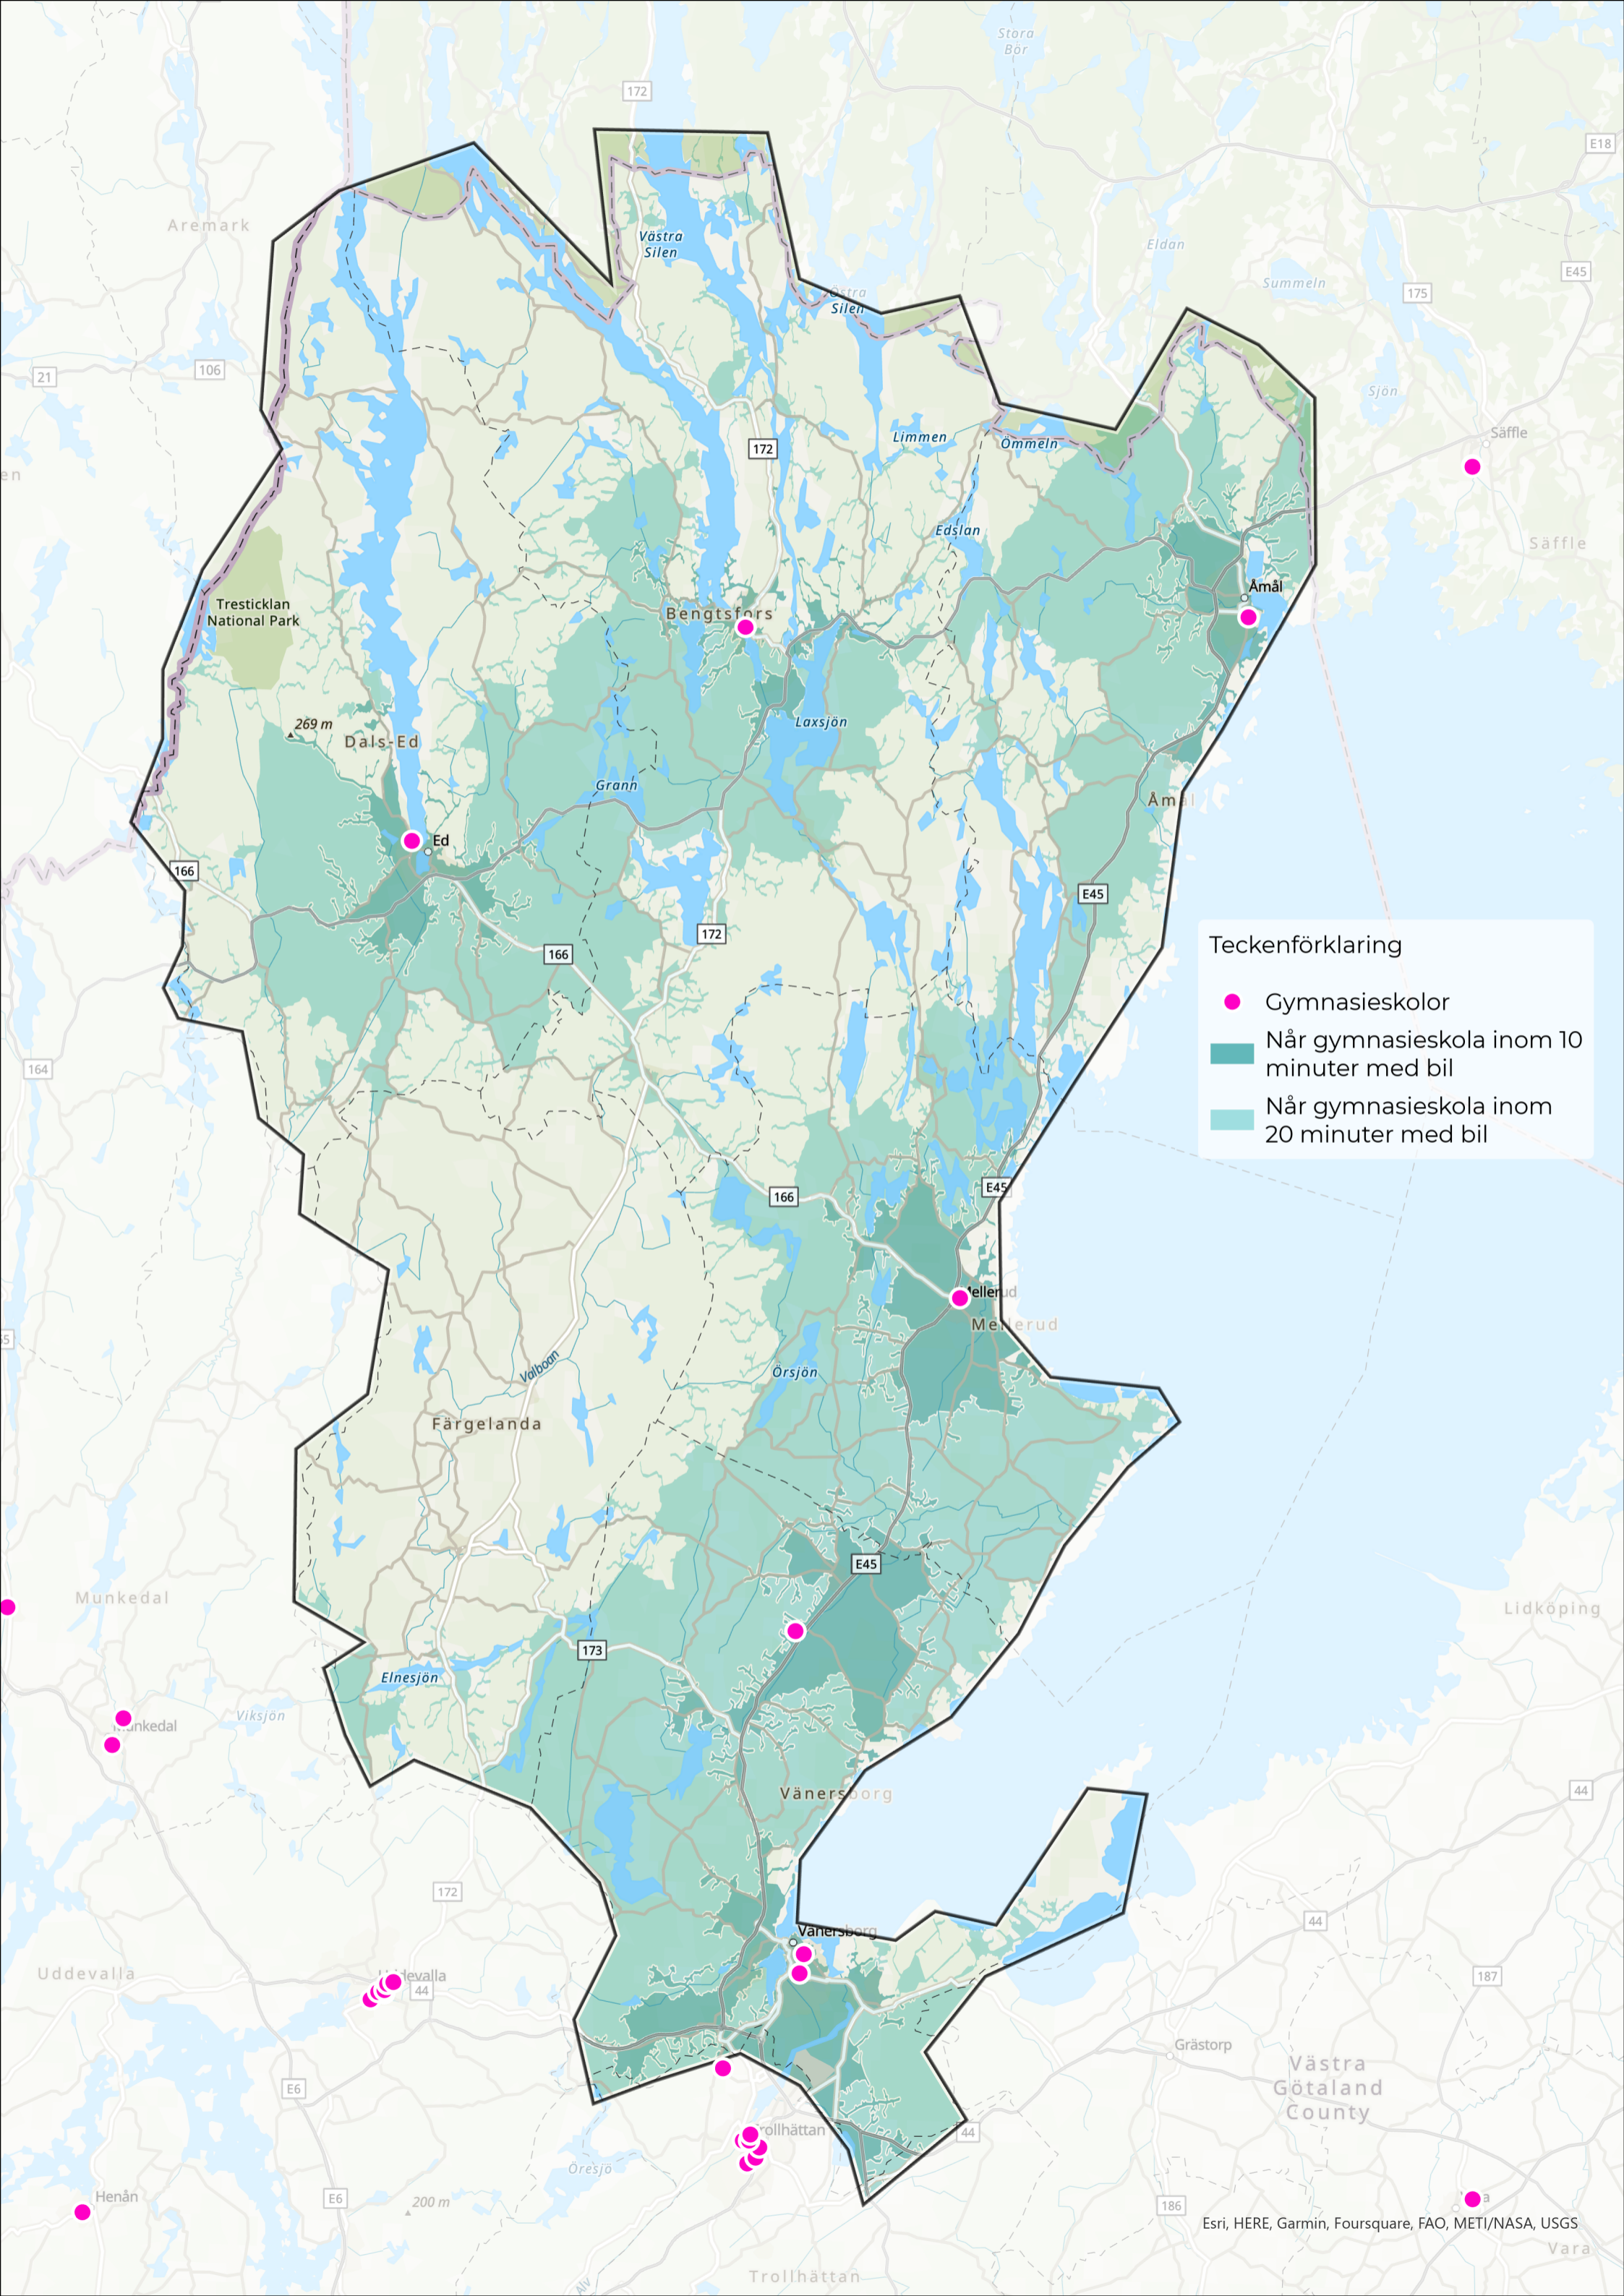 Stora
Bör
172
E18
Aremark
Västra
Silen
Eldan
E45
Summeln
175
Östra
Silen
106
21
Sjön
Limmen
Ömmeln
Säffle
172
en
Edslan
Säffle
Åmål
Tresticklan
National Park
Bengtsfors
269 m
Dals-Ed
Laxsjön
Grann
Åmål
Ed
166
E45
172
166
Teckenförklaring
Gymnasieskolor
Når gymnasieskola inom 10
minuter med bil
Når gymnasieskola inom
20 minuter med bil
164
166
E45
Mellerud
Mellerud
Valboån
Örsjön
Färgelanda
E45
Munkedal
Lidköping
173
Elnesjön
Viksjön
Munkedal
Vänersborg
44
172
44
Vänersborg
Uddevalla
Uddevalla
44
187
Grästorp
Västra
Götaland
County
E6
Trollhättan
44
Öresjö
Henån
E6
200 m
186
Esri, HERE, Garmin, Foursquare, FAO, METI/NASA, USGS
Vara
Trollhättan